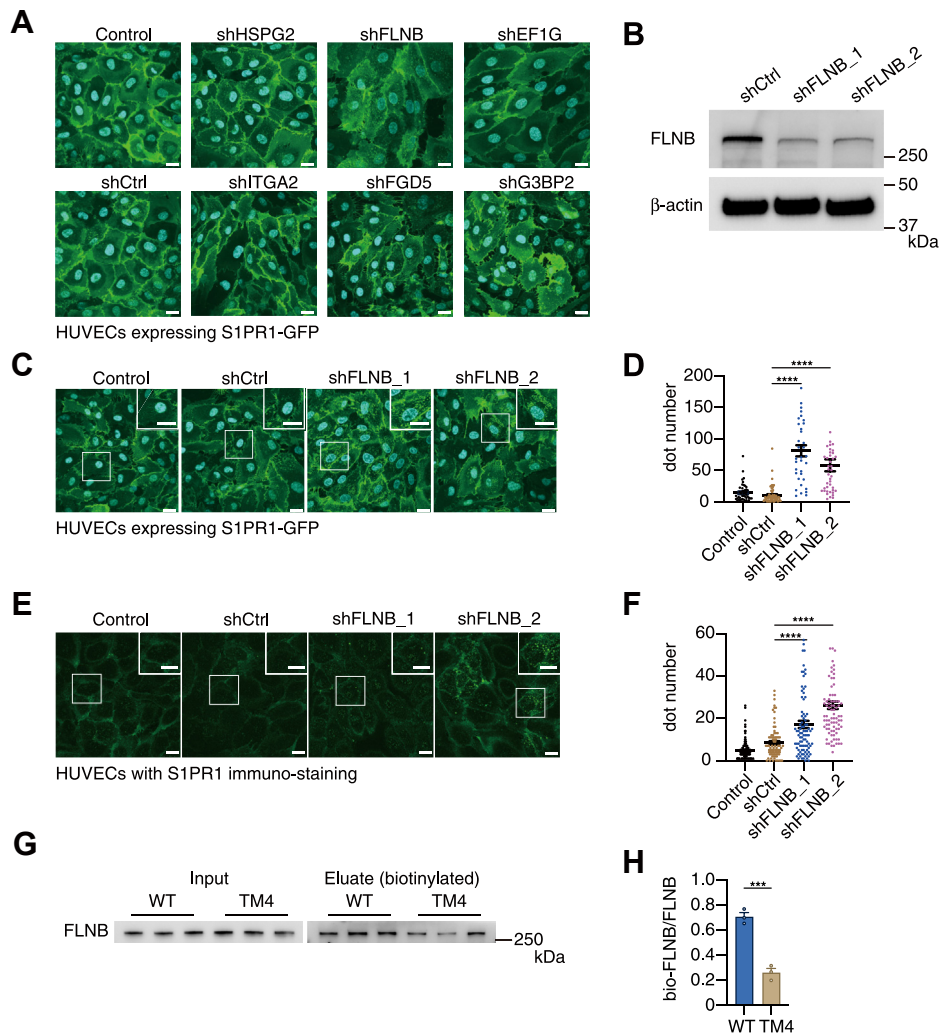 A
Control shHSPG2 shFLNB shEF1G
shCtrl shITGA2 shFGD5 shG3BP2
HUVECs expressing S1PR1-GFP
B
shCtrl shFLNB_1 shFLNB_2
FLNB
250
50
β-actin
37
kDa
C
Control shCtrl shFLNB_1 shFLNB_2
HUVECs expressing S1PR1-GFP
D
dot number
200
150
100
50
0
**** ****
Control shCtrl shFLNB_1 shFLNB_2
E
Control shCtrl shFLNB_1 shFLNB_2
HUVECs with S1PR1 immuno-staining
F
dot number
60
40
20
0
**** ****
Control shCtrl shFLNB_1 shFLNB_2
G
Input Eluate (biotinylated)
WT TM4 WT TM4
FLNB
250
kDa
H
bio-FLNB/FLNB
1.0
0.8
0.6
0.4
0.2
0
***
WT TM4